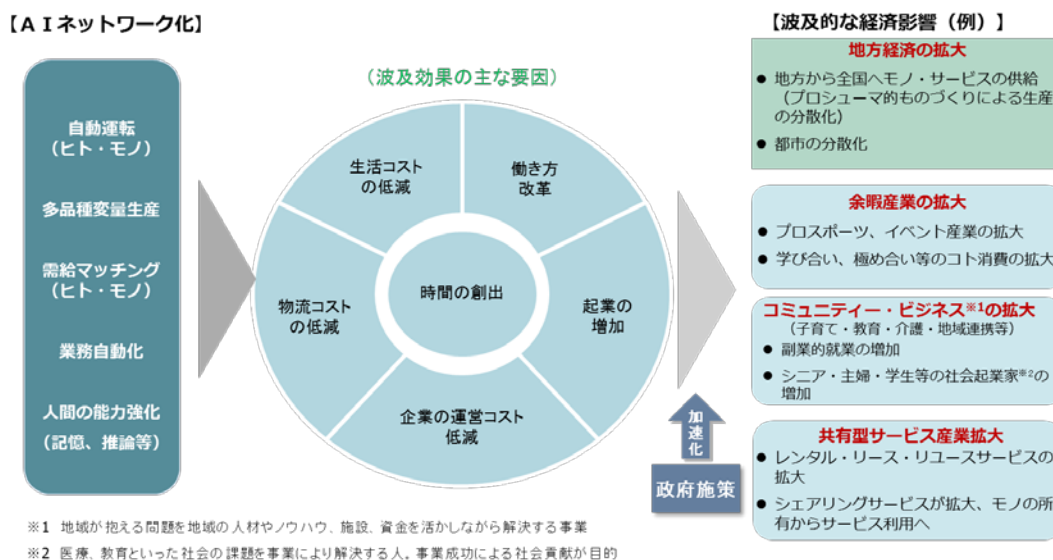 【ＡＩネットワーク化】
自動運転
（ヒト・モノ）
多品種変量生産
需給マッチング
（ヒト・モノ）
業務自動化
人間の能力強化
（記憶、推論等）
（波及効果の主な要因）
生活コスト
の低減
働き方
改革
物流コスト
の低減
時間の創出
起業の
増加
企業の運営コスト
低減
加速化
政府施策
【波及的な経済影響（例）】
地方経済の拡大
● 地方から全国へモノ・サービスの供給
（プロシューマ的ものづくりによる生産
の分散化）
● 都市の分散化
余暇産業の拡大
● プロスポーツ、イベント産業の拡大
● 学び合い、極め合い等のコト消費の拡大
コミュニティー・ビジネス※1の拡大
（子育て・教育・介護・地域連携等）
● 副業的就業の増加
● シニア・主婦・学生等の社会起業家※2の
増加
共有型サービス産業拡大
● レンタル・リース・リユースサービスの
拡大
● シェアリングサービスが拡大、モノの所
有からサービス利用へ
※1 地域が抱える問題を地域の人材やノウハウ、施設、資金を活かしながら解決する事業
※2 医療、教育といった社会の課題を事業により解決する人。事業成功による社会貢献が目的